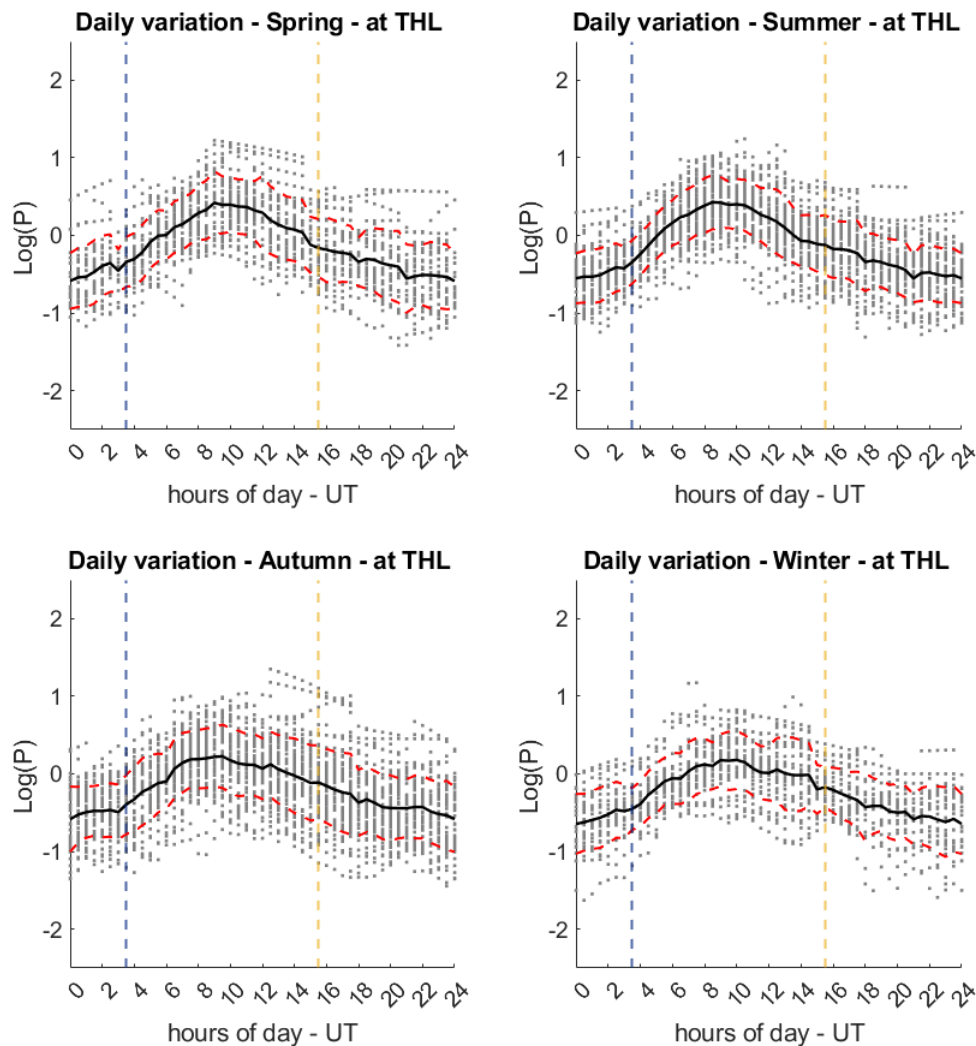 Daily variation - Spring - at THL
2
1
0
-1
-2
Log(P)
0 2 4 6 8 10 12 14 16 18 20 22 24
hours of day - UT
Daily variation - Summer - at THL
2
1
0
-1
-2
Log(P)
0 2 4 6 8 10 12 14 16 18 20 22 24
hours of day - UT
Daily variation - Autumn - at THL
2
1
0
-1
-2
Log(P)
0 2 4 6 8 10 12 14 16 18 20 22 24
hours of day - UT
Daily variation - Winter - at THL
2
1
0
-1
-2
Log(P)
0 2 4 6 8 10 12 14 16 18 20 22 24
hours of day - UT